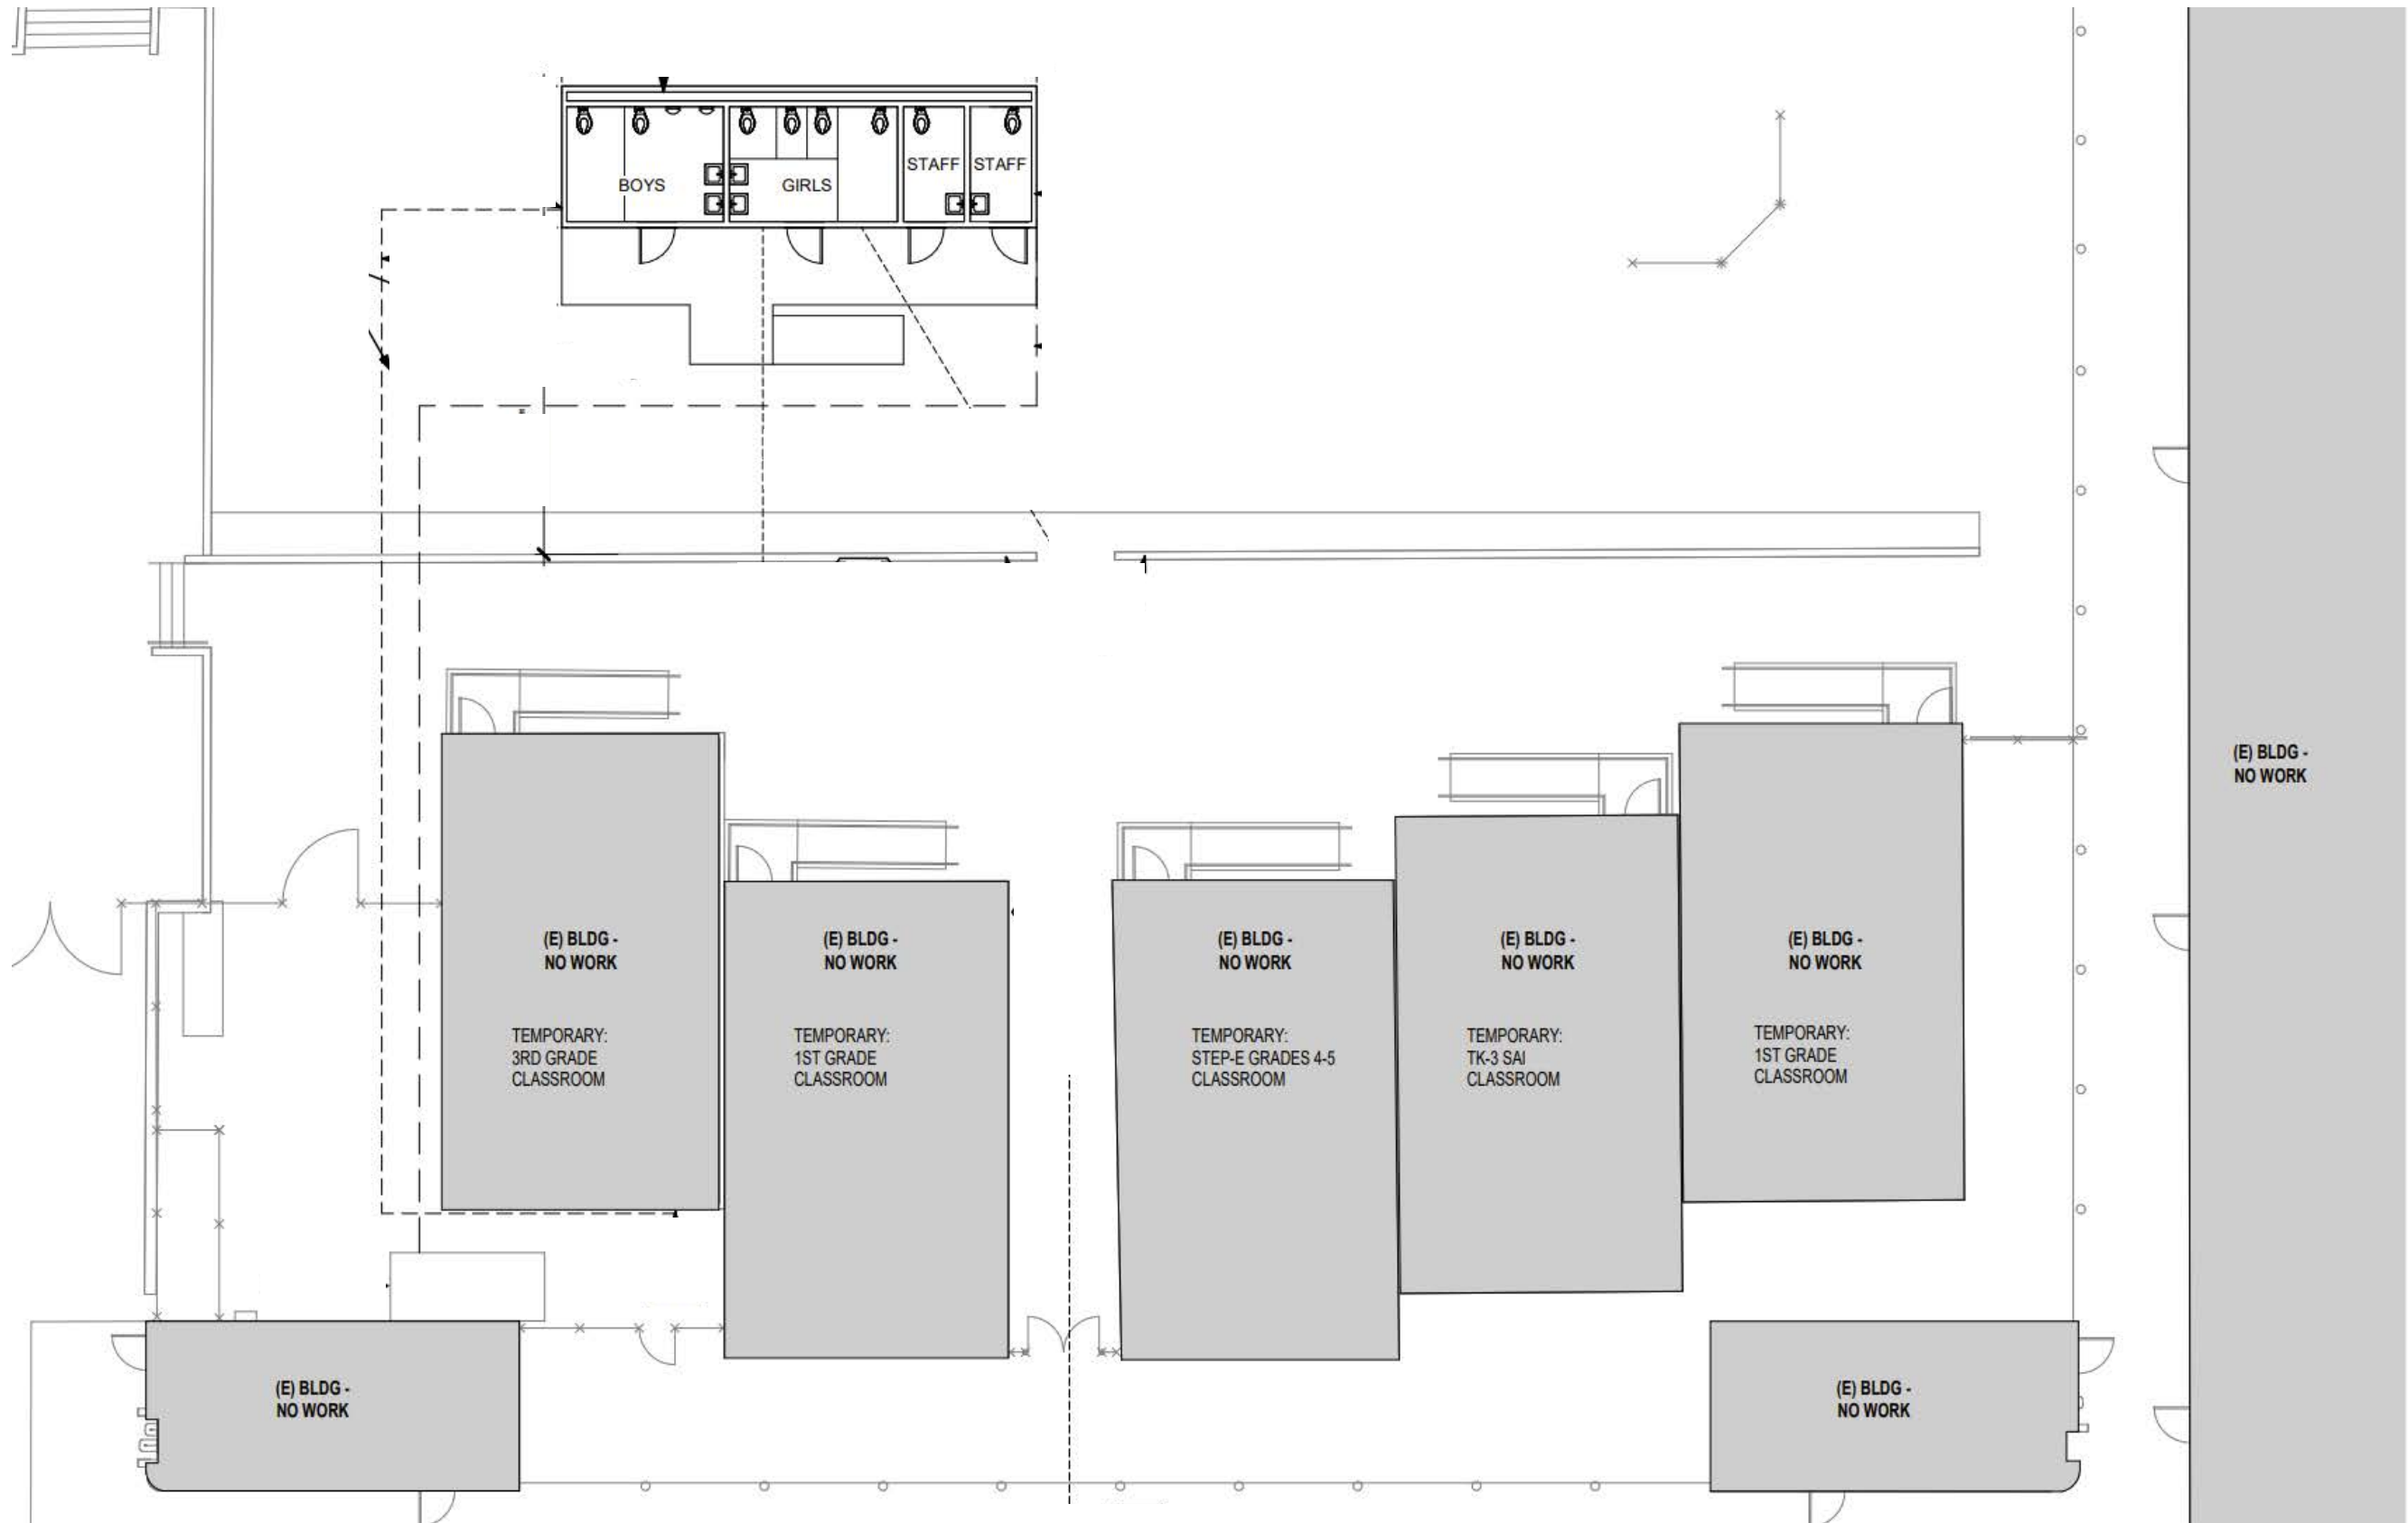 BOYS
GIRLS
STAFF
STAFF
(E) BLDG -
NO WORK
(E) BLDG -
NO WORK
TEMPORARY:
3RD GRADE
CLASSROOM
(E) BLDG -
NO WORK
TEMPORARY:
1ST GRADE
CLASSROOM
(E) BLDG -
NO WORK
TEMPORARY:
STEP-E GRADES 4-5
CLASSROOM
(E) BLDG -
NO WORK
TEMPORARY:
TK-3 SAI
CLASSROOM
(E) BLDG -
NO WORK
TEMPORARY:
1ST GRADE
CLASSROOM
(E) BLDG -
NO WORK
(E) BLDG -
NO WORK